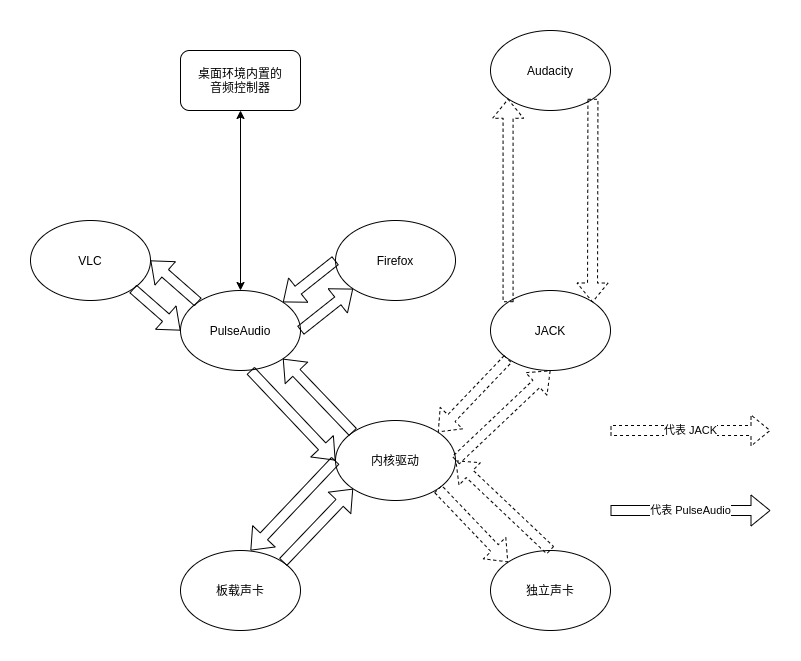 桌面环境内置的
音频控制器
Audacity
VLC
Firefox
PulseAudio
JACK
代表 JACK
内核驱动
代表 PulseAudio
板载声卡
独立声卡